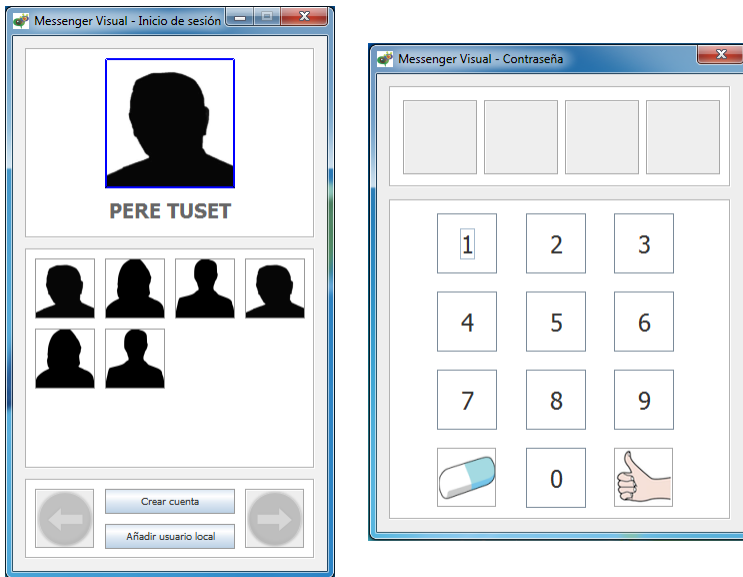 Messenger Visual - Inicio de sesión
PERE TUSET
Crear cuenta
Añadir usuario local
Messenger Visual - Contraseña
1 2 3
4 5 6
7 8 9
0